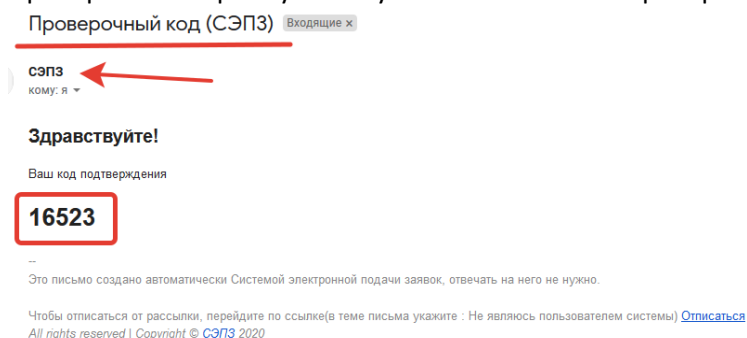 Проверочный код (СЭПЗ) Входящие ×
СЭПЗ
кому: я
Здравствуйте!
Ваш код подтверждения
16523
--
Это письмо создано автоматически Системой электронной подачи заявок, отвечать на него не нужно.
Чтобы отписаться от рассылки, перейдите по ссылке(в теме письма укажите : Не являюсь пользователем системы) Отписаться
All rights reserved | Copyright © СЭПЗ 2020